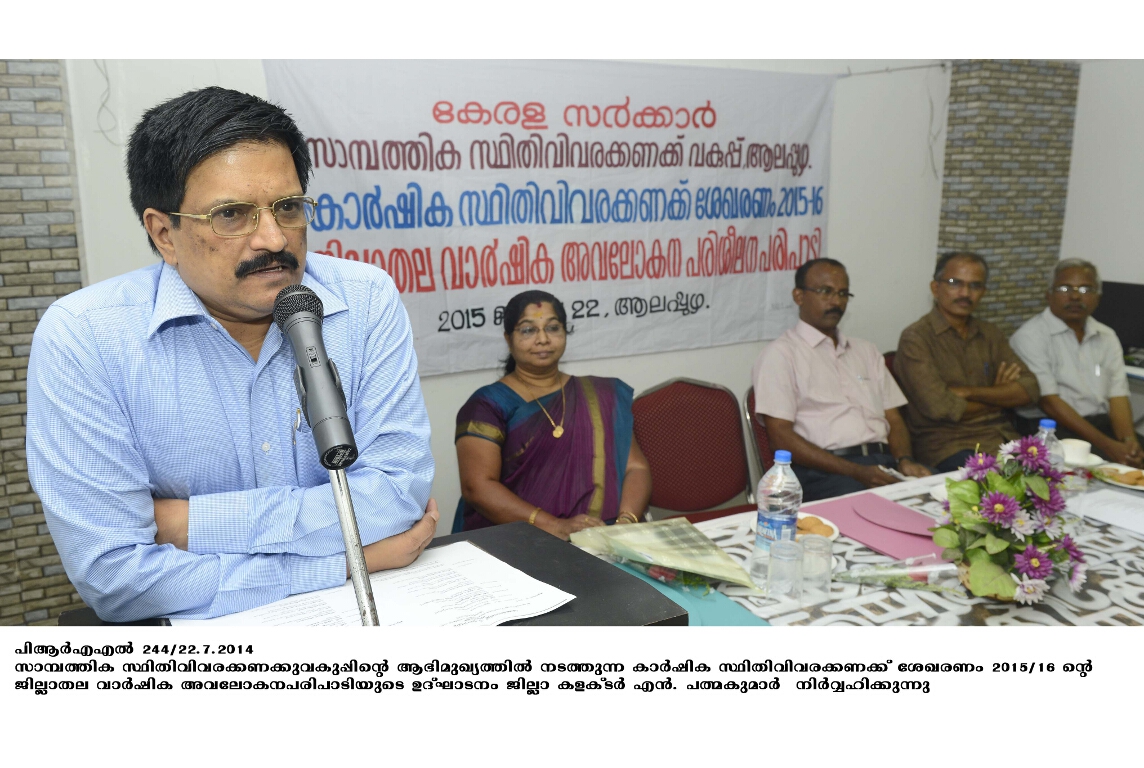 കേരള സർക്കാർ
സാമ്പത്തിക സ്ഥിതിവിവരക്കണക്ക് വകുപ്പ്, ആലപ്പുഴ.
കാർഷിക സ്ഥിതിവിവരക്കണക്ക് ശേഖരണം 2015-16
വാർഷിക അവലോകന പരിശീലന പരിപാടി
2015 22, ആലപ്പുഴ.
പിആർഎഎൽ 244/22.7.2014
സാമ്പത്തിക സ്ഥിതിവിവരക്കണക്കുവകുപ്പിന്റെ ആഭിമുഖ്യത്തിൽ നടത്തുന്ന കാർഷിക സ്ഥിതിവിവരക്കണക്ക് ശേഖരണം 2015/16 ന്റെ
ജില്ലാതല വാർഷിക അവലോകനപരിപാടിയുടെ ഉദ്ഘാടനം ജില്ലാ കളക്ടർ എൻ. പത്മകുമാർ നിർവ്വഹിക്കുന്നു